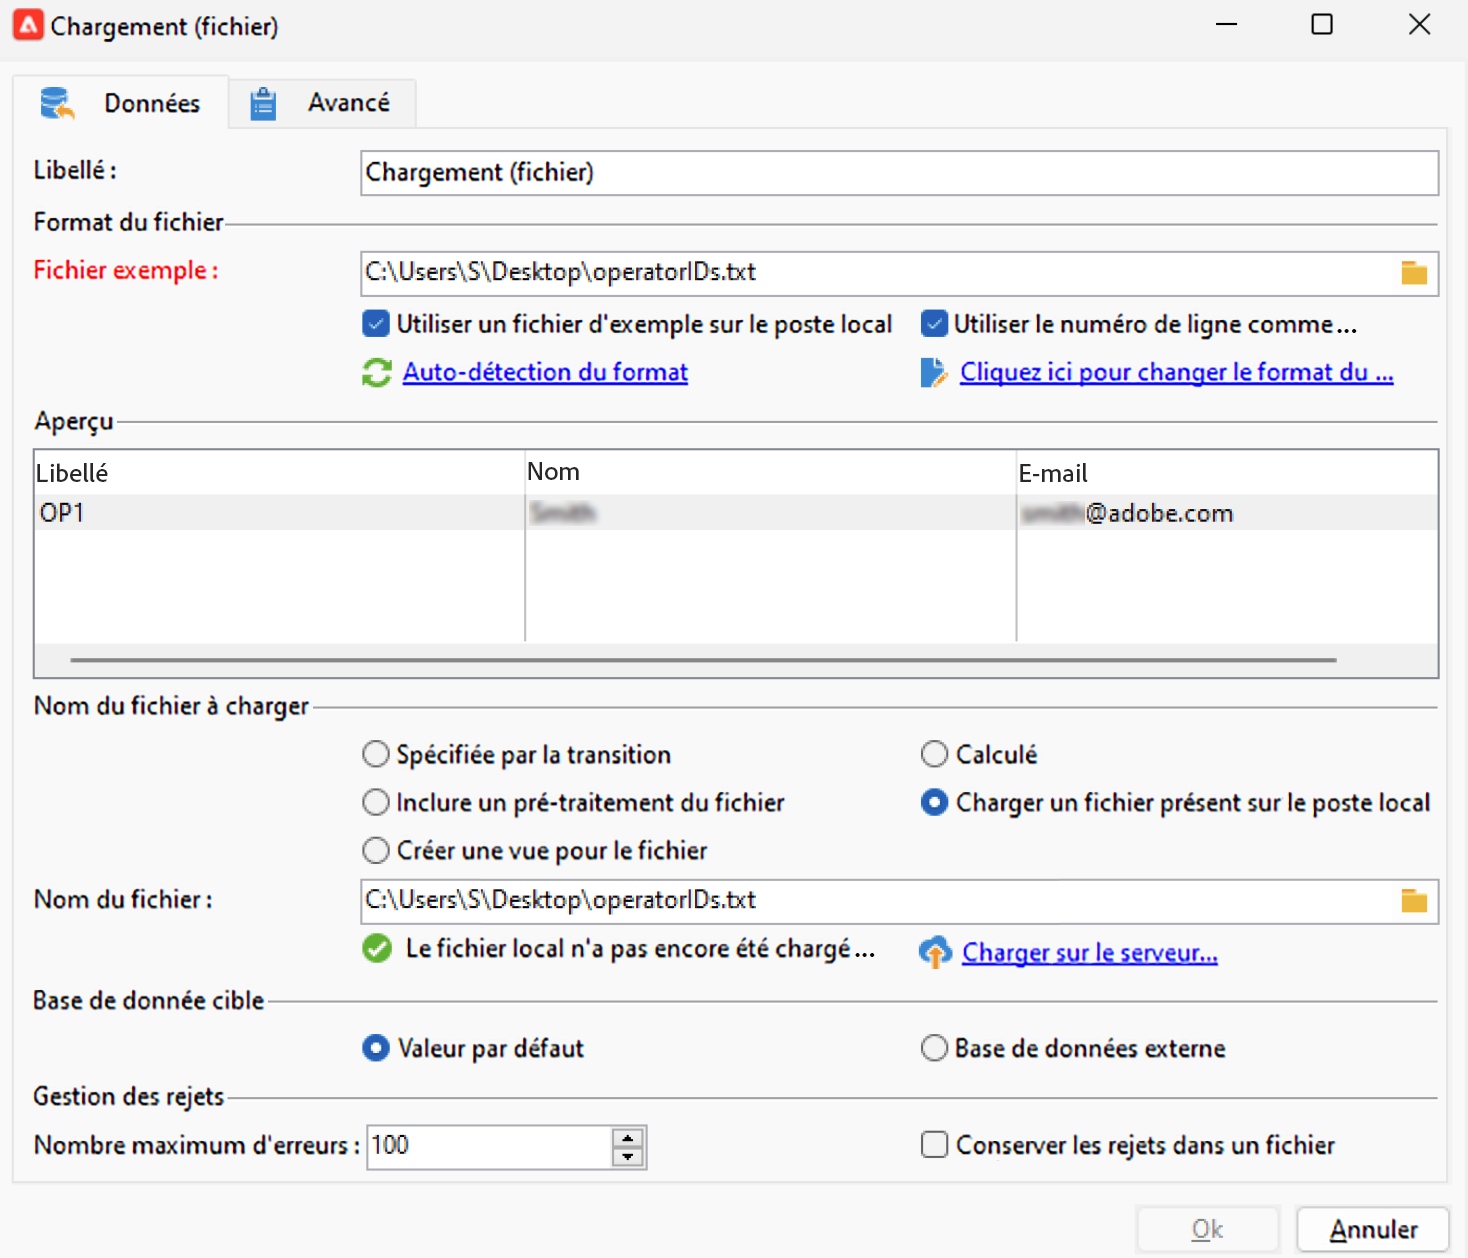 Chargement (fichier)
Données
Avancé
Libellé :
Chargement (fichier)
Format du fichier
Fichier exemple :
C:\Users\S\Desktop\operatorIDs.txt
Utiliser un fichier d'exemple sur le poste local
Utiliser le numéro de ligne comme...
Auto-détection du format
Cliquez ici pour changer le format du ...
Aperçu
Libellé Nom E-mail
OP1 @adobe.com
Nom du fichier à charger
Spécifiée par la transition
Calculé
Inclure un pré-traitement du fichier
Charger un fichier présent sur le poste local
Créer une vue pour le fichier
Nom du fichier :
C:\Users\S\Desktop\operatorIDs.txt
Le fichier local n'a pas encore été chargé...
Charger sur le serveur...
Base de donnée cible
Valeur par défaut
Base de données externe
Gestion des rejets
Nombre maximum d'erreurs :
100
Conserver les rejets dans un fichier
Ok
Annuler